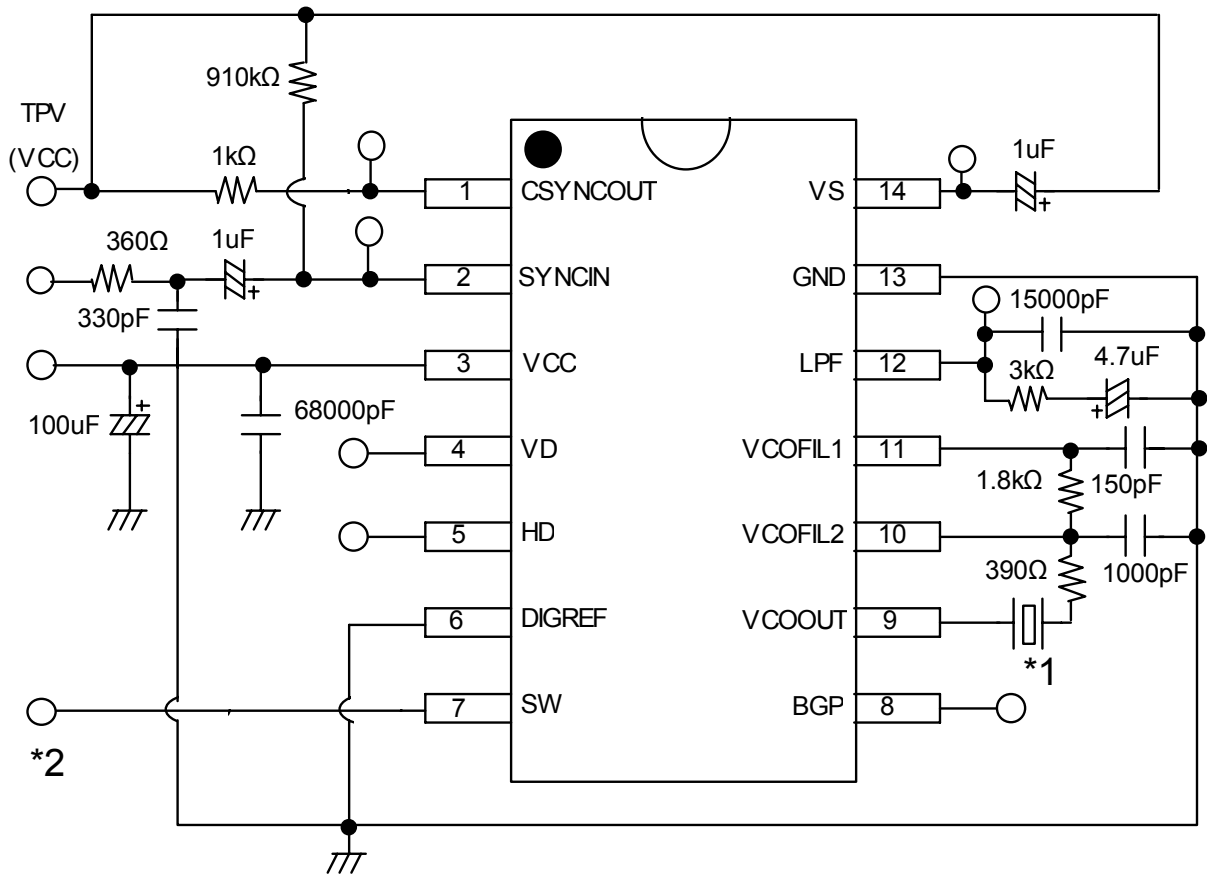 910kΩ
TPV
(VCC)
1kΩ
1uF
1 CSYNCOUT
VS 14
360Ω
1uF
2 SYNCIN
GND 13
330pF
15000pF
3 VCC
LPF 12
3kΩ
4.7uF
100uF
68000pF
4 VD
VCOFIL1 11
1.8kΩ
150pF
5 HD
VCOFIL2 10
390Ω
1000pF
6 DIGREF
VCOOUT 9
*1
7 SW
BGP 8
*2